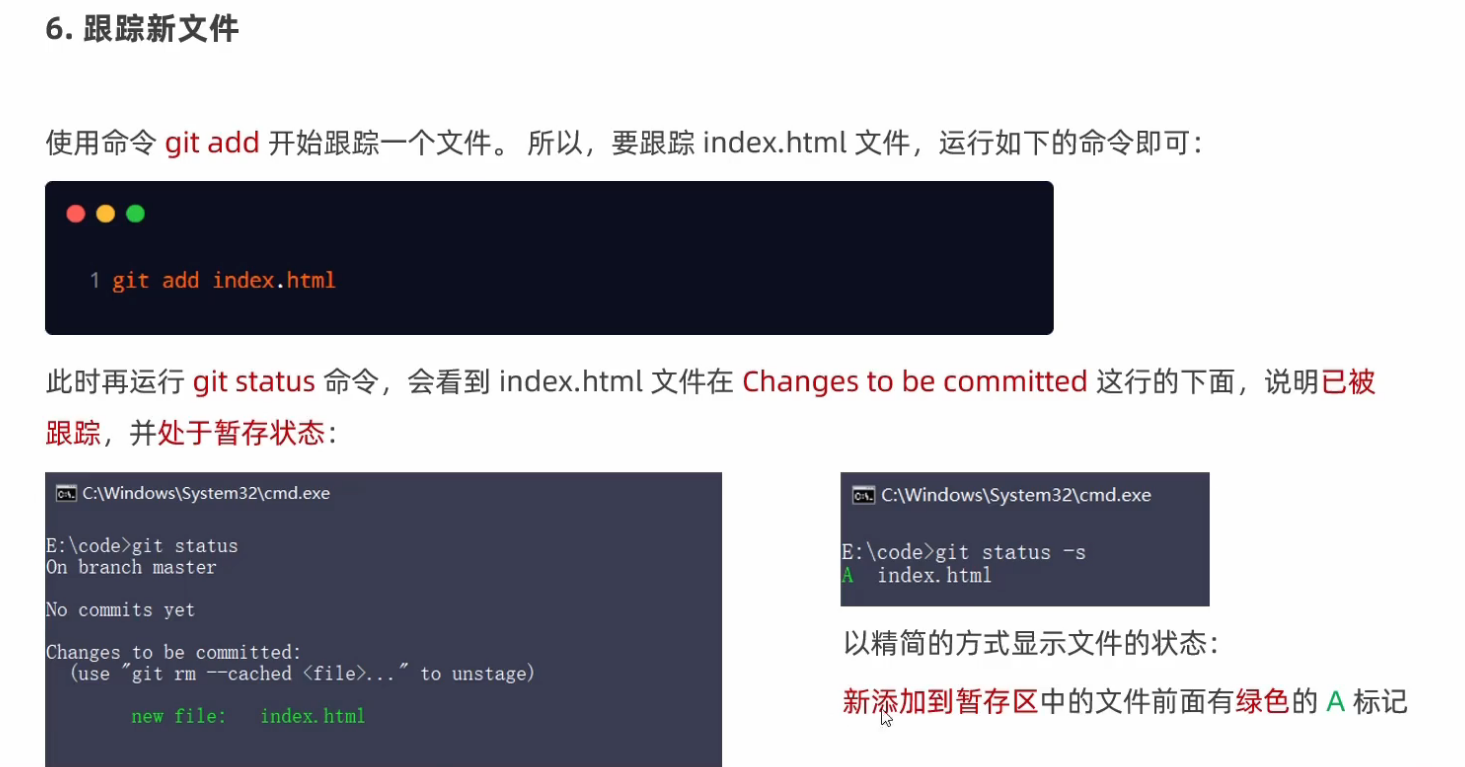 6. 跟踪新文件
使用命令 git add 开始跟踪一个文件。 所以，要跟踪 index.html 文件，运行如下的命令即可：
1 git add index.html
此时再运行 git status 命令，会看到 index.html 文件在 Changes to be committed 这行的下面，说明已被
跟踪，并处于暂存状态：
C:\Windows\System32\cmd.exe
E:\code>git status
On branch master
No commits yet
Changes to be committed:
(use "git rm --cached <file>..." to unstage)
new file:   index.html
C:\Windows\System32\cmd.exe
E:\code>git status -s
A  index.html
以精简的方式显示文件的状态：
新添加到暂存区中的文件前面有绿色的 A 标记